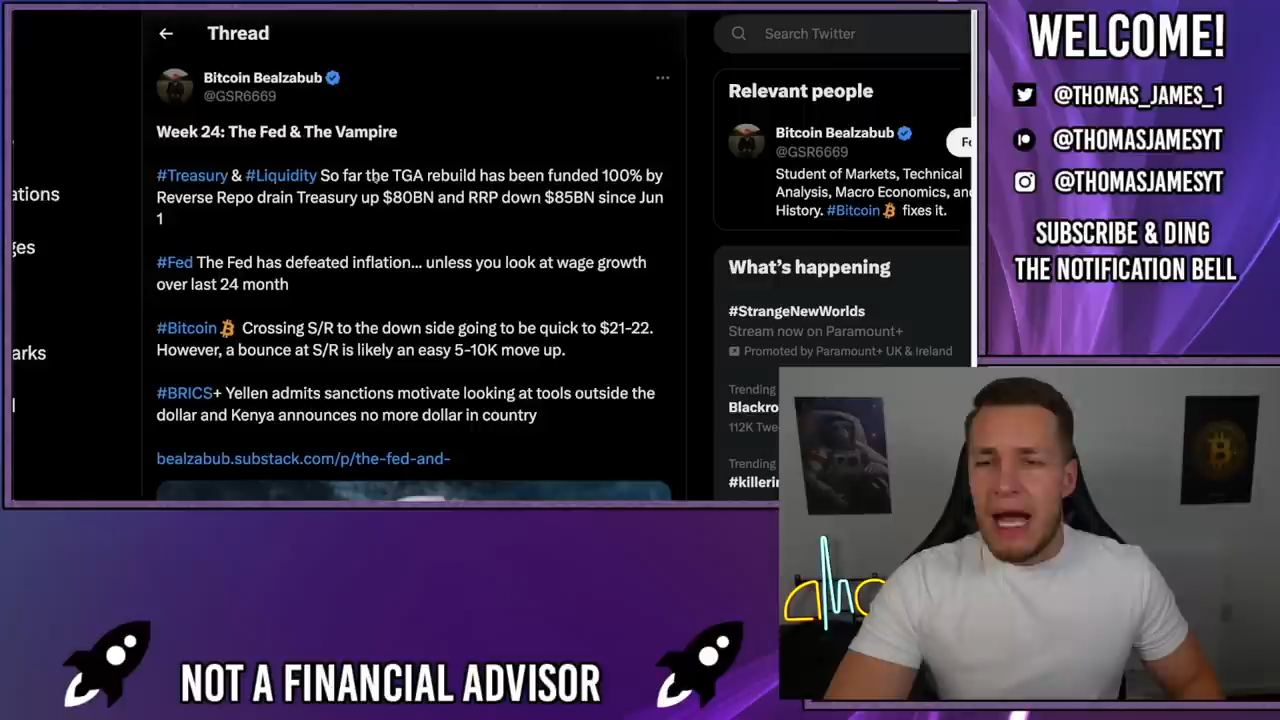 Thread
Bitcoin Bealzabub
@GSR6669
Week 24: The Fed & The Vampire
#Treasury & #Liquidity So far the TGA rebuild has been funded 100% by
Reverse Repo drain Treasury up $80BN and RRP down $85BN since Jun
1
#Fed The Fed has defeated inflation... unless you look at wage growth
over last 24 month
#Bitcoin Crossing S/R to the down side going to be quick to $21-22.
However, a bounce at S/R is likely an easy 5-10K move up.
#BRICS+ Yellen admits sanctions motivate looking at tools outside the
dollar and Kenya announces no more dollar in country
bealzabub.substack.com/p/the-fed-and-
ations
ges
arks
Search Twitter
Relevant people
Bitcoin Bealzabub
@GSR6669
Fo
Student of Markets, Technical
Analysis, Macro Economics, an
History. #Bitcoin fixes it.
What's happening
#StrangeNewWorlds
Stream now on Paramount+
Promoted by Paramount+ UK & Ireland
Trending
Blackro
112K Twe
Trending
#killerin
WELCOME!
@THOMAS_JAMES_1
@THOMASJAMESYT
@THOMASJAMESYT
SUBSCRIBE & DING
THE NOTIFICATION BELL
NOT A FINANCIAL ADVISOR